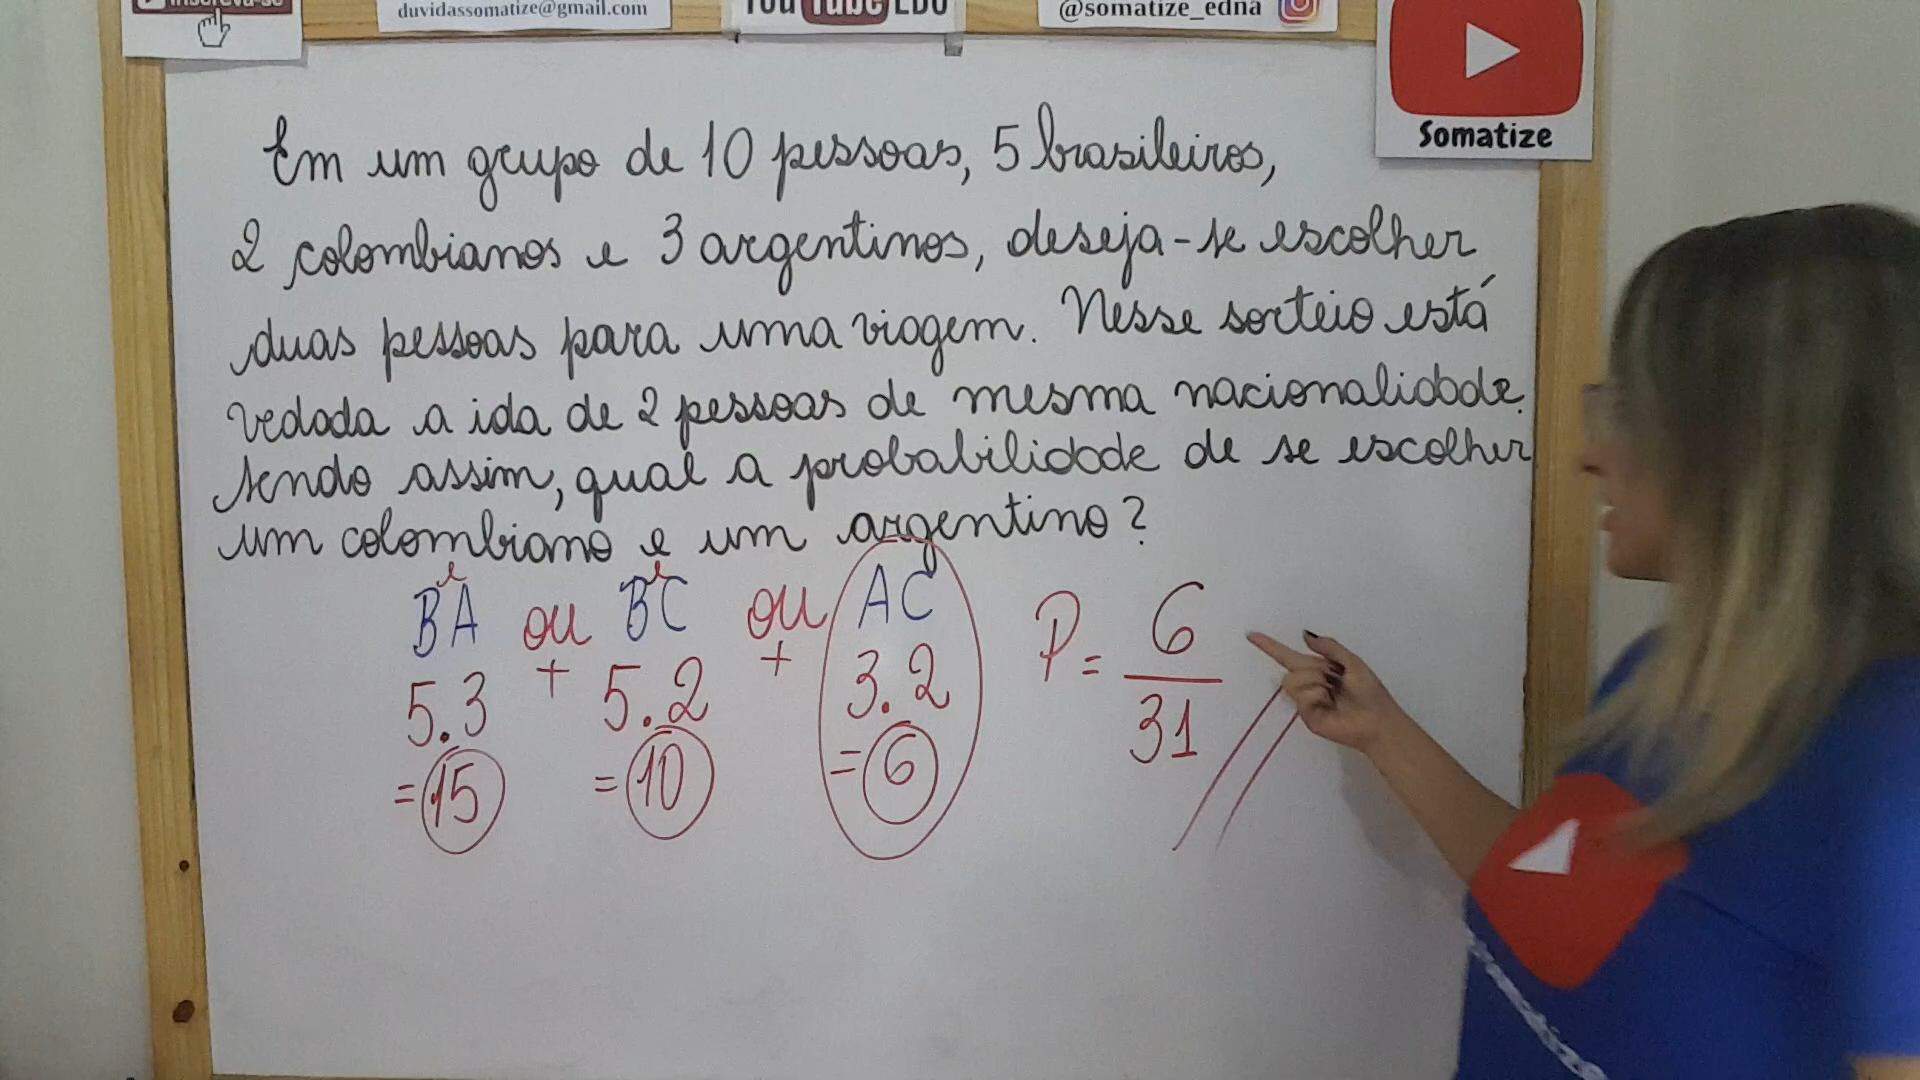 duvidassomatize@gmail.com
You Tube EDU
@somatize_edna
Somatize
Em um grupo de 10 pessoas, 5 brasileiros,
2 colombianos e 3 argentinos, deseja-se escolher
duas pessoas para uma viagem. Nesse sorteio está
vedada a ida de 2 pessoas de mesma nacionalidade.
Sendo assim, qual a probabilidade de se escolher
um colombiano e um argentino?
e e
BA ou BC ou AC
+ +
5.3 5.2 3.2
=15 =10 =6
P = 6
31